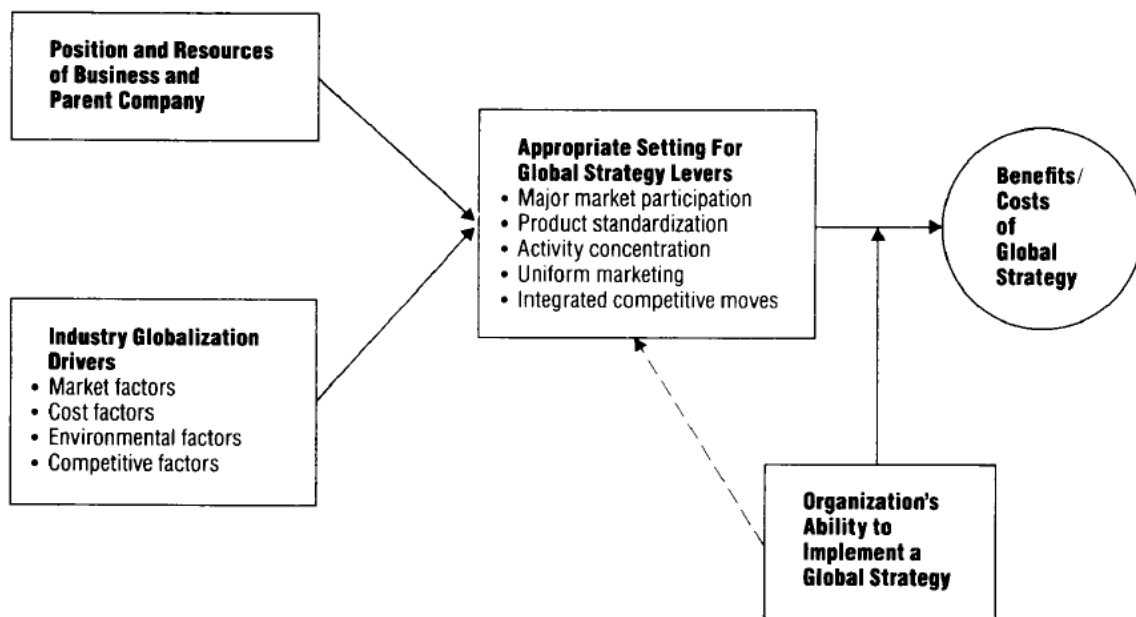 Position and Resources
of Business and
Parent Company
Industry Globalization
Drivers
• Market factors
• Cost factors
• Environmental factors
• Competitive factors
Appropriate Setting For
Global Strategy Levers
• Major market participation
• Product standardization
• Activity concentration
• Uniform marketing
• Integrated competitive moves
Organization's
Ability to
Implement a
Global Strategy
Benefits/
Costs
of
Global
Strategy